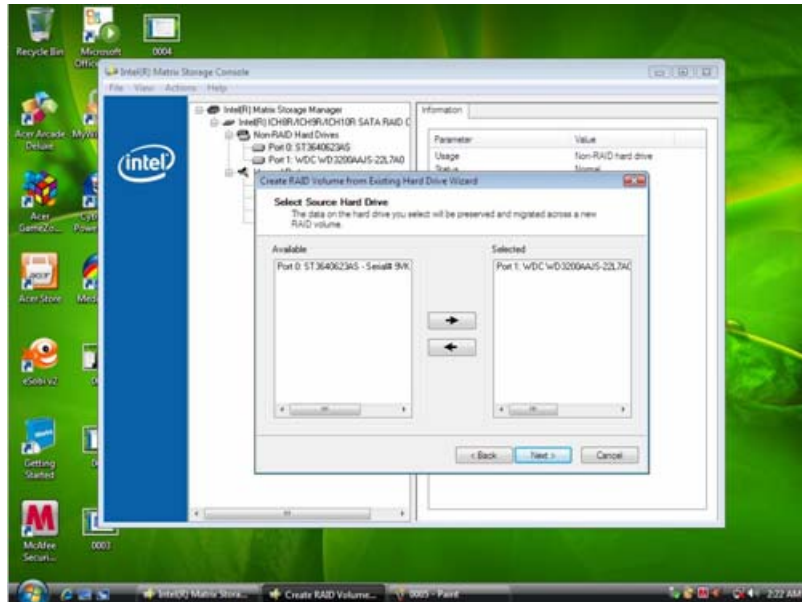 Recycle Bin
Microsoft
Office
0004
Intel(R) Matrix Storage Console
File View Actions Help
Acer Arcade
Deluxe
Intel(R) Matrix Storage Manager
Intel(R) ICH8R/ICH9R/ICH10R SATA RAID C
Non-RAID Hard Drives
Port 0: ST3640623AS
Port 1: WDC WD3200AAJS-22L7A0
Information
Parameter
Value
Usage
Non-RAID hard drive
Status
Normal
intel
Create RAID Volume from Existing Hard Drive Wizard
Select Source Hard Drive
The data on the hard drive you select will be preserved and migrated across a new
RAID volume.
Available
Selected
Port 0: ST3640623AS - Serial# 9VK
Port 1: WDC WD3200AAJS-22L7A0
< Back
Next >
Cancel
Acer
GameZo...
Acer Store
acer
eSobi v2
Getting
Started
McAfee
Securi...
0003
Intel(R) Matrix Stora...
Create RAID Volume...
0005 - Paint
2:22 AM